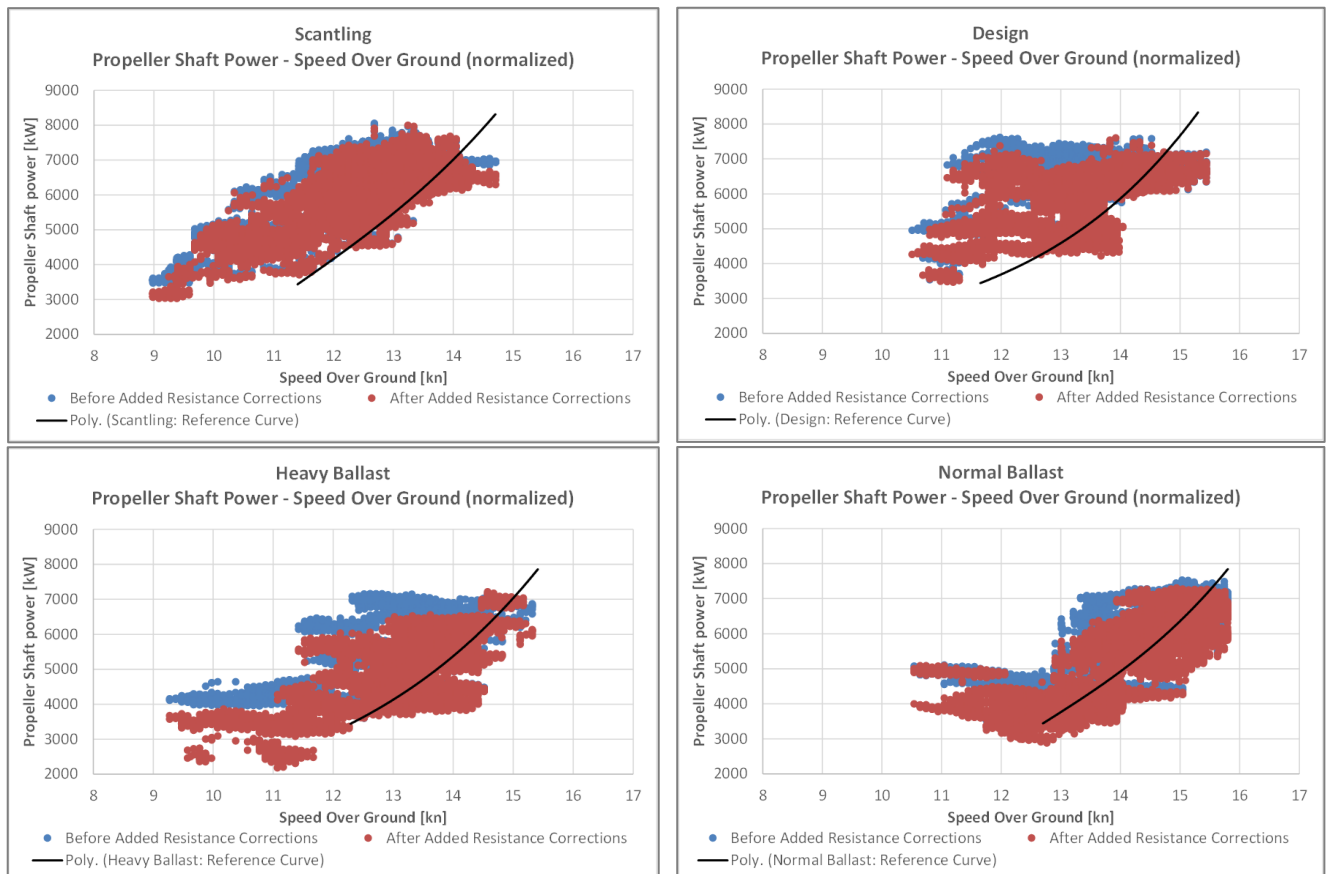 Scantling
Propeller Shaft Power - Speed Over Ground (normalized)
Propeller Shaft power [kW]
9000
8000
7000
6000
5000
4000
3000
2000
8 9 10 11 12 13 14 15 16 17
Speed Over Ground [kn]
Before Added Resistance Corrections After Added Resistance Corrections
Poly. (Scantling: Reference Curve)
Design
Propeller Shaft Power - Speed Over Ground (normalized)
Propeller Shaft power [kW]
9000
8000
7000
6000
5000
4000
3000
2000
8 9 10 11 12 13 14 15 16 17
Speed Over Ground [kn]
Before Added Resistance Corrections After Added Resistance Corrections
Poly. (Design: Reference Curve)
Heavy Ballast
Propeller Shaft Power - Speed Over Ground (normalized)
Propeller Shaft power [kW]
9000
8000
7000
6000
5000
4000
3000
2000
8 9 10 11 12 13 14 15 16 17
Speed Over Ground [kn]
Before Added Resistance Corrections After Added Resistance Corrections
Poly. (Heavy Ballast: Reference Curve)
Normal Ballast
Propeller Shaft Power - Speed Over Ground (normalized)
Propeller Shaft power [kW]
9000
8000
7000
6000
5000
4000
3000
2000
8 9 10 11 12 13 14 15 16 17
Speed Over Ground [kn]
Before Added Resistance Corrections After Added Resistance Corrections
Poly. (Normal Ballast: Reference Curve)